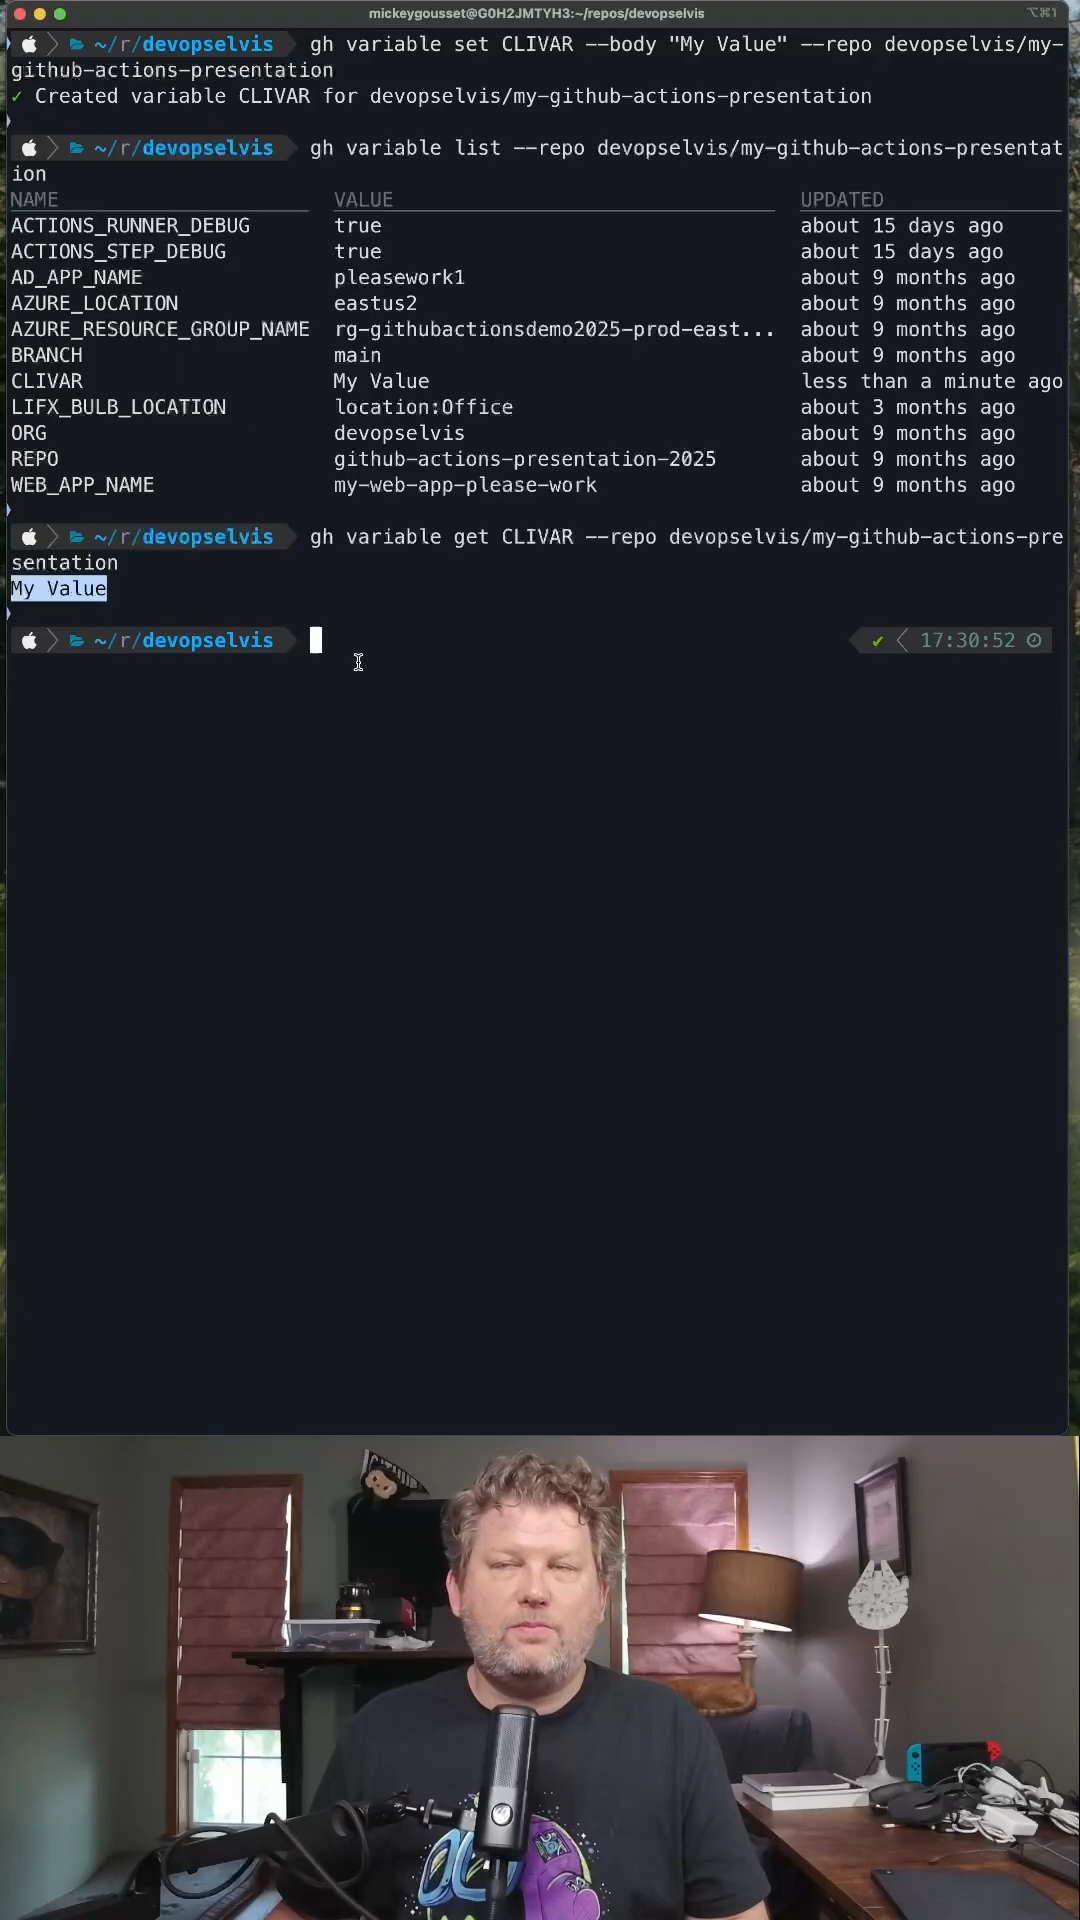 mickeygousset@G0H2JMTYH3:~/repos/devopselvis
⌥⌘1
~/r/devopselvis gh variable set CLIVAR --body "My Value" --repo devopselvis/my-
github-actions-presentation
✓ Created variable CLIVAR for devopselvis/my-github-actions-presentation
~/r/devopselvis gh variable list --repo devopselvis/my-github-actions-presentat
ion
NAME VALUE UPDATED
ACTIONS_RUNNER_DEBUG true about 15 days ago
ACTIONS_STEP_DEBUG true about 15 days ago
AD_APP_NAME pleasework1 about 9 months ago
AZURE_LOCATION eastus2 about 9 months ago
AZURE_RESOURCE_GROUP_NAME rg-githubactionsdemo2025-prod-east... about 9 months ago
BRANCH main about 9 months ago
CLIVAR My Value less than a minute ago
LIFX_BULB_LOCATION location:Office about 3 months ago
ORG devopselvis about 9 months ago
REPO github-actions-presentation-2025 about 9 months ago
WEB_APP_NAME my-web-app-please-work about 9 months ago
~/r/devopselvis gh variable get CLIVAR --repo devopselvis/my-github-actions-pre
sentation
My Value
~/r/devopselvis ✔ 17:30:52